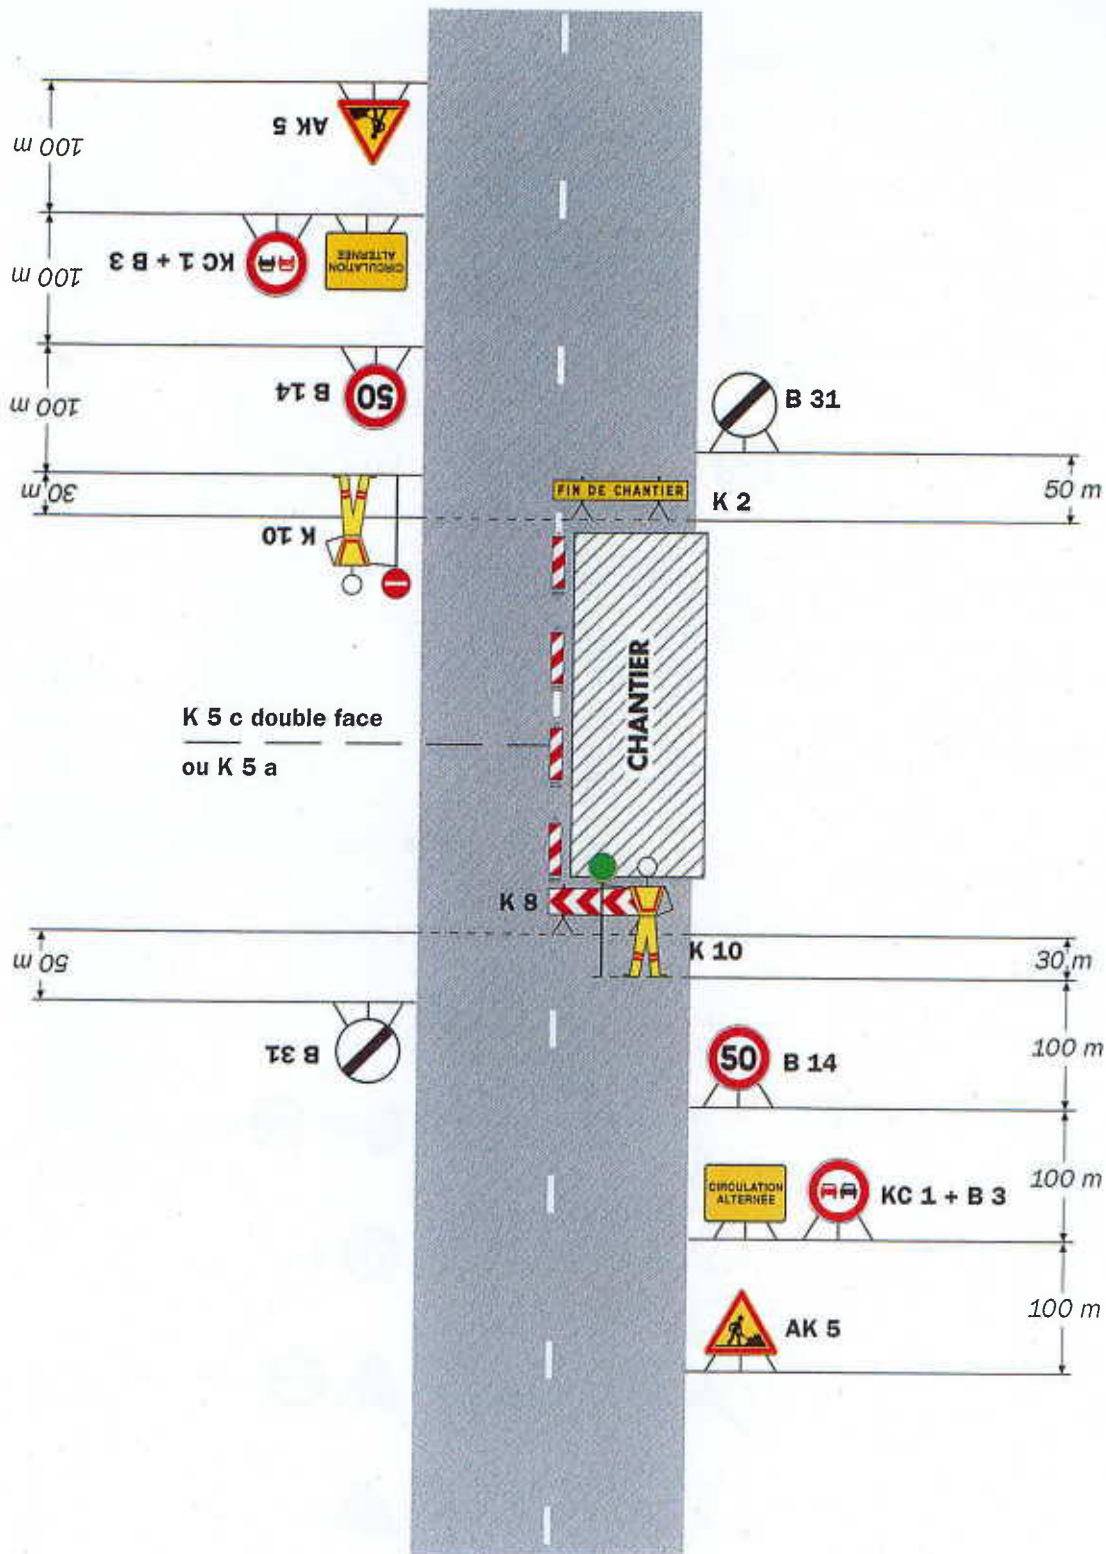 AK 5
100 m
CIRCULATION
ALTERNÉE
KC 1 + B 3
100 m
50
B 14
100 m
B 31
30 m
K 10
FIN DE CHANTIER
K 2
50 m
K 5 c double face
ou K 5 a
CHANTIER
K 8
K 10
30 m
50 m
B 31
50
B 14
100 m
CIRCULATION
ALTERNÉE
KC 1 + B 3
100 m
AK 5
100 m